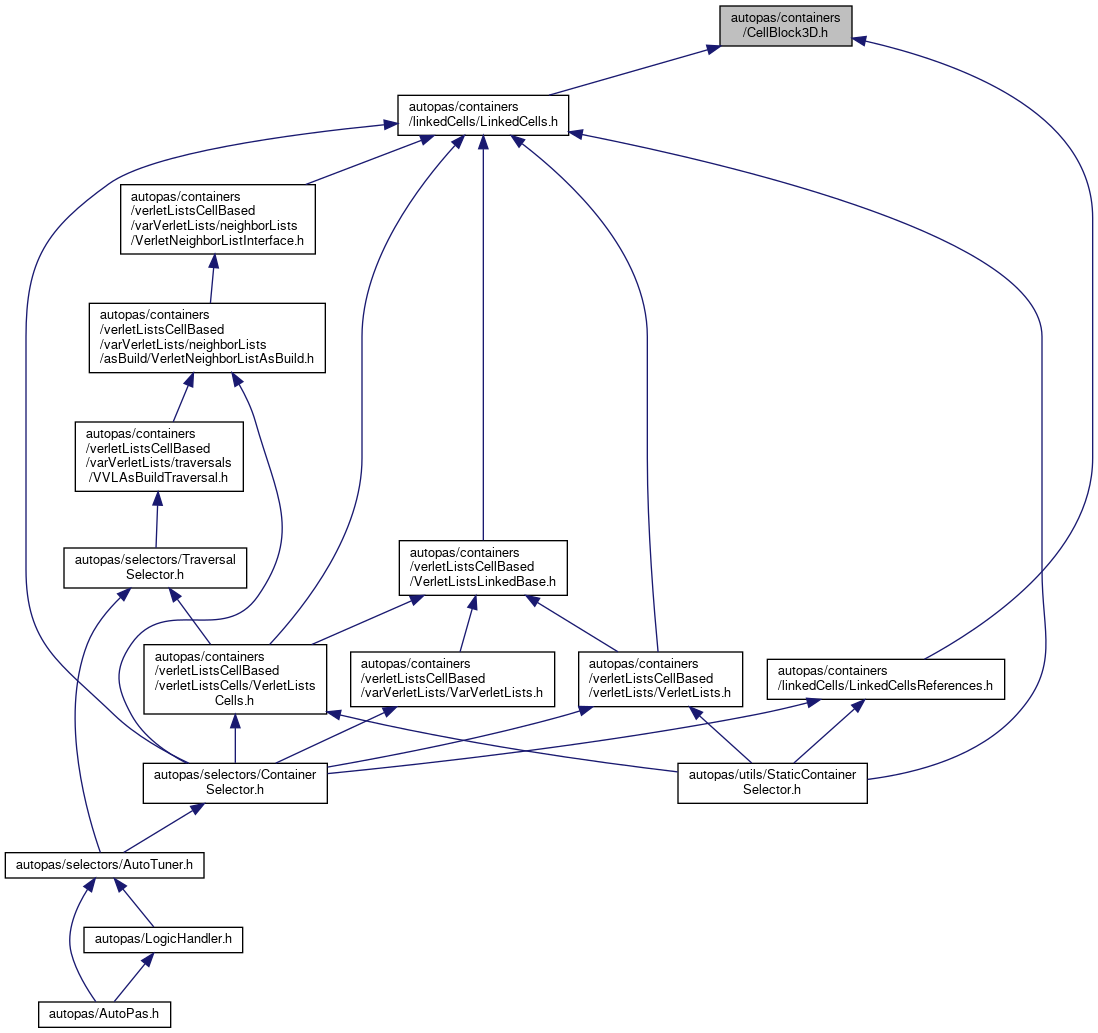 autopas/containers
/CellBlock3D.h
autopas/containers
/linkedCells/LinkedCells.h
autopas/containers
/verletListsCellBased
/varVerletLists/neighborLists
/VerletNeighborListInterface.h
autopas/containers
/verletListsCellBased
/varVerletLists/neighborLists
/asBuild/VerletNeighborListAsBuild.h
autopas/containers
/verletListsCellBased
/varVerletLists/traversals
/VVLAsBuildTraversal.h
autopas/selectors/Traversal
Selector.h
autopas/containers
/verletListsCellBased
/VerletListsLinkedBase.h
autopas/containers
/verletListsCellBased
/verletListsCells/VerletLists
Cells.h
autopas/containers
/verletListsCellBased
/varVerletLists/VarVerletLists.h
autopas/containers
/verletListsCellBased
/verletLists/VerletLists.h
autopas/containers
/linkedCells/LinkedCellsReferences.h
autopas/selectors/Container
Selector.h
autopas/utils/StaticContainer
Selector.h
autopas/selectors/AutoTuner.h
autopas/LogicHandler.h
autopas/AutoPas.h